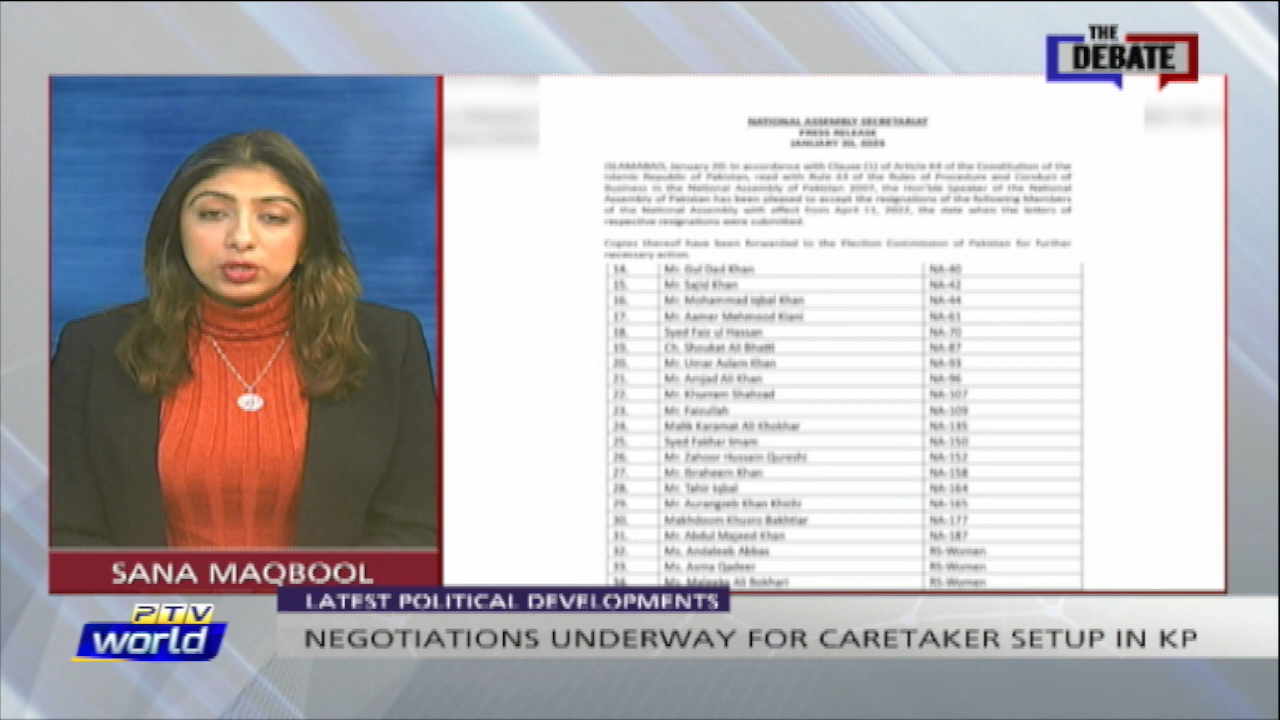 THE
DEBATE
NATIONAL ASSEMBLY SECRETARIAT
PRESS RELEASE
JANUARY 20, 2023
ISLAMABAD, January 20: In accordance with Clause (1) of Article 64 of the Constitution of the
Islamic Republic of Pakistan, read with Rule 43 of the Rules of Procedure and Conduct of
Business in the National Assembly of Pakistan 2007, the Hon'ble Speaker of the National
Assembly of Pakistan has been pleased to accept the resignations of the following Members
of the National Assembly with effect from April 11, 2022, the date when the letters of
respective resignations were submitted.
Copies thereof have been forwarded to the Election Commission of Pakistan for further
necessary action.
14. Mr. Gul Dad Khan NA-40
15. Mr. Sajid Khan NA-42
16. Mr. Mohammad Iqbal Khan NA-44
17. Mr. Aamer Mehmood Kiani NA-61
18. Syed Faiz ul Hassan NA-70
19. Ch. Shoukat Ali Bhatti NA-87
20. Mr. Umar Aslam Khan NA-93
21. Mr. Amjad Ali Khan NA-96
22. Mr. Khurram Shahzad NA-107
23. Mr. Faizullah NA-109
24. Malik Karamat Ali Khokhar NA-135
25. Syed Fakhar Imam NA-150
26. Mr. Zahoor Hussain Qureshi NA-152
27. Mr. Ibraheem Khan NA-158
28. Mr. Tahir Iqbal NA-164
29. Mr. Aurangzeb Khan Khichi NA-165
30. Makhdoom Khusro Bakhtiar NA-177
31. Mr. Abdul Majeed Khan NA-187
32. Ms. Andaleeb Abbas RS-Women
33. Ms. Asma Qadeer RS-Women
34. Ms. Maleeka Ali Bokhari RS-Women
SANA MAQBOOL
LATEST POLITICAL DEVELOPMENTS
PTV
world
NEGOTIATIONS UNDERWAY FOR CARETAKER SETUP IN KP